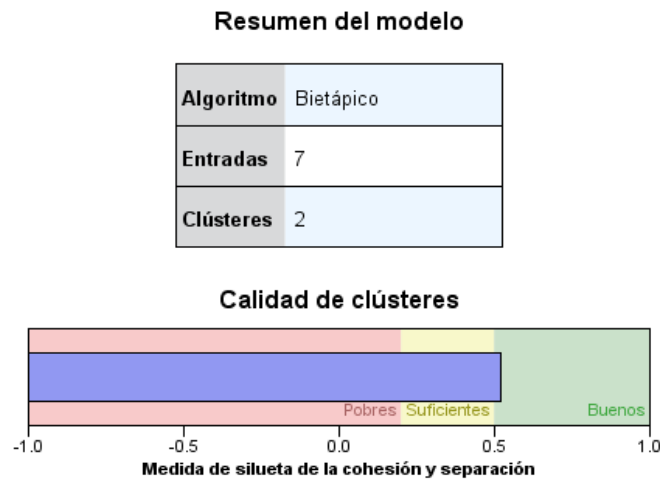 Resumen del modelo
Algoritmo Bietápico
Entradas 7
Clústeres 2
Calidad de clústeres
Pobres Suficientes Buenos
-1.0 -0.5 0.0 0.5 1.0
Medida de silueta de la cohesión y separación